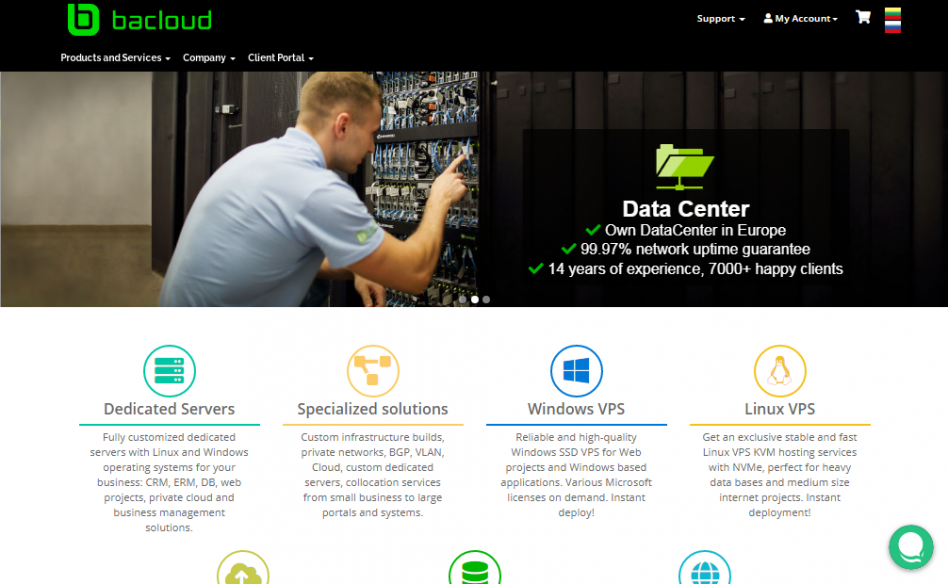 bacloud
Support
My Account
Products and Services
Company
Client Portal
Data Center
Own DataCenter in Europe
99.97% network uptime guarantee
14 years of experience, 7000+ happy clients
Dedicated Servers
Fully customized dedicated
servers with Linux and Windows
operating systems for your
business: CRM, ERM, DB, web
projects, private cloud and
business management
solutions.
Specialized solutions
Custom infrastructure builds,
private networks, BGP, VLAN,
Cloud, custom dedicated
servers, collocation services
from small business to large
portals and systems.
Windows VPS
Reliable and high-quality
Windows SSD VPS for Web
projects and Windows based
applications. Various Microsoft
licenses on demand. Instant
deploy!
Linux VPS
Get an exclusive stable and fast
Linux VPS KVM hosting services
with NVMe, perfect for heavy
data bases and medium size
internet projects. Instant
deployment!